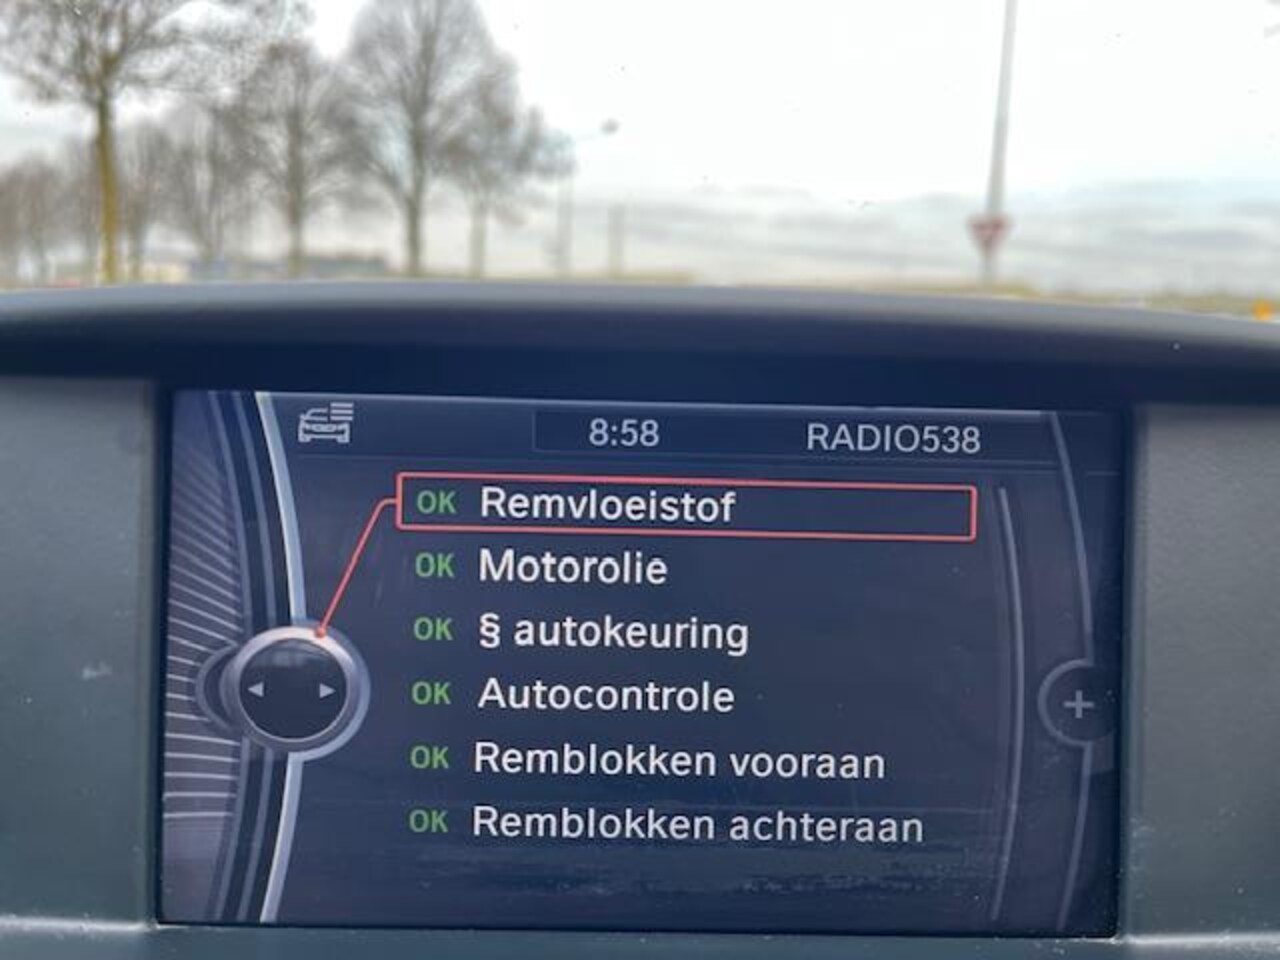 8:58 RADIO538
OK Remvloeistof
OK Motorolie
OK § autokeuring
OK Autocontrole
OK Remblokken vooraan
OK Remblokken achteraan